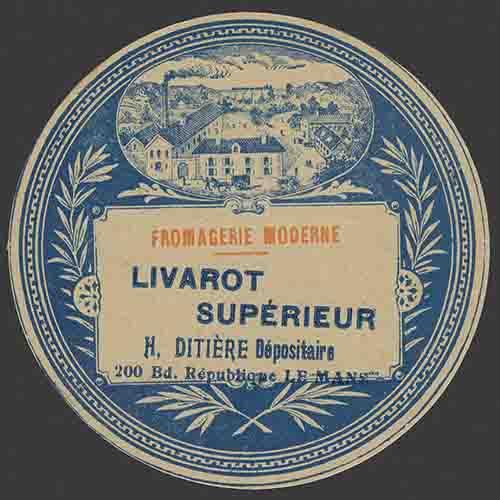 FROMAGERIE MODERNE
LIVAROT
SUPÉRIEUR
H. DITIÈRE Dépositaire
200 Bd. République LE MANS